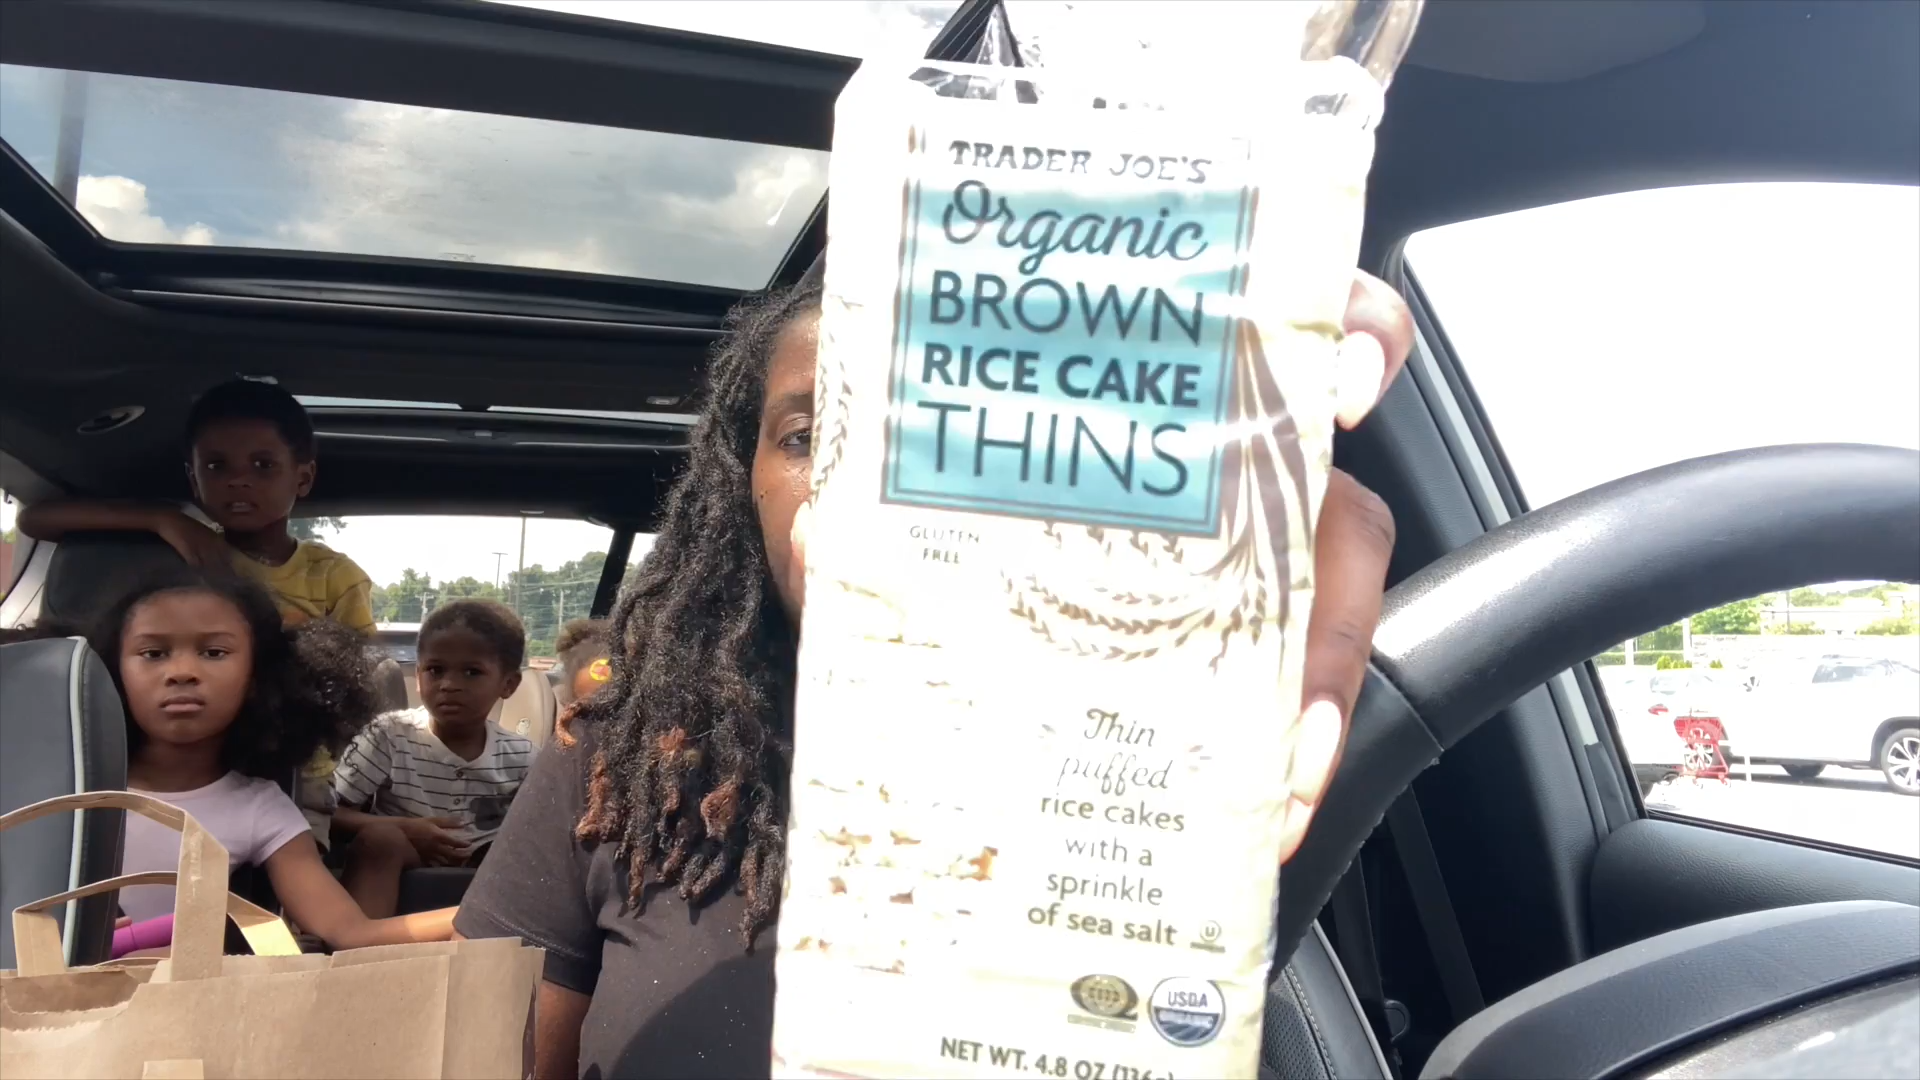 TRADER JOE'S
Organic
BROWN
RICE CAKE
THINS
GLUTEN
FREE
Thin
puffed
rice cakes
with a
sprinkle
of sea salt
U
USDA
ORGANIC
NET WT. 4.8 OZ (136g)